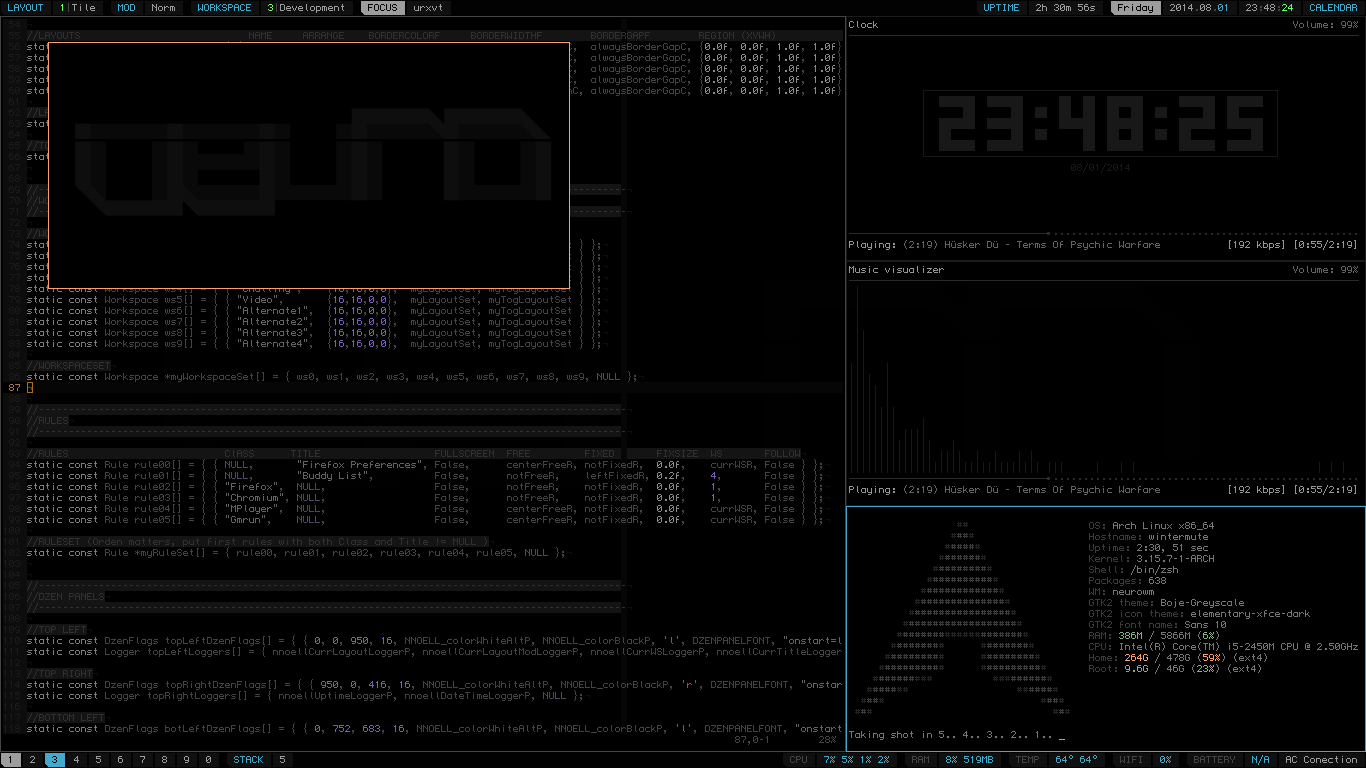 LAYOUT 1 Tile MOD Norm WORKSPACE 3 Development FOCUS urxvt UPTIME 2h 30m 56s Friday 2014.08.01 23:48:24 CALENDAR
//LAYOUTS NAME ARRANGE BORDERCOLORF BORDERWIDTHF BORDERGAPF REGION (XYWH)
alwaysBorderGapC, {0.0f, 0.0f, 1.0f, 1.0f}
alwaysBorderGapC, {0.0f, 0.0f, 1.0f, 1.0f}
alwaysBorderGapC, {0.0f, 0.0f, 1.0f, 1.0f}
alwaysBorderGapC, {0.0f, 0.0f, 1.0f, 1.0f}
alwaysBorderGapC, {0.0f, 0.0f, 1.0f, 1.0f}
neuro
static const Workspace ws5[] = { { "Video", {16,16,0,0}, myLayoutSet, myTogLayoutSet } };
static const Workspace ws6[] = { { "Alternate1", {16,16,0,0}, myLayoutSet, myTogLayoutSet } };
static const Workspace ws7[] = { { "Alternate2", {16,16,0,0}, myLayoutSet, myTogLayoutSet } };
static const Workspace ws8[] = { { "Alternate3", {16,16,0,0}, myLayoutSet, myTogLayoutSet } };
static const Workspace ws9[] = { { "Alternate4", {16,16,0,0}, myLayoutSet, myTogLayoutSet } };
//WORKSPACESET
static const Workspace *myWorkspaceSet[] = { ws0, ws1, ws2, ws3, ws4, ws5, ws6, ws7, ws8, ws9, NULL };
87
//RULES
//RULES CLASS TITLE FULLSCREEN FREE FIXED FIXSIZE WS FOLLOW
static const Rule rule00[] = { { NULL, "Firefox Preferences", False, centerFreeR, notFixedR, 0.0f, currWSR, False } };
static const Rule rule01[] = { { NULL, "Buddy List", False, notFreeR, leftFixedR, 0.2f, 4, False } };
static const Rule rule02[] = { { "Firefox", NULL, False, notFreeR, notFixedR, 0.0f, 1, False } };
static const Rule rule03[] = { { "Chromium", NULL, False, notFreeR, notFixedR, 0.0f, 1, False } };
static const Rule rule04[] = { { "MPlayer", NULL, False, centerFreeR, notFixedR, 0.0f, currWSR, False } };
static const Rule rule05[] = { { "Gmrun", NULL, False, centerFreeR, notFixedR, 0.0f, currWSR, False } };
//RULESET (Orden matters, put first rules with both Class and Title != NULL )
static const Rule *myRuleSet[] = { rule00, rule01, rule02, rule03, rule04, rule05, NULL };
//DZEN PANELS
//TOP LEFT
static const DzenFlags topLeftDzenFlags[] = { { 0, 0, 950, 16, NNOELL_colorWhiteAltP, NNOELL_colorBlackP, 'l', DZENPANELFONT, "onstart=l
static const Logger topLeftLoggers[] = { nnoellCurrLayoutLoggerP, nnoellCurrLayoutModLoggerP, nnoellCurrWSLoggerP, nnoellCurrTitleLogger
//TOP RIGHT
static const DzenFlags topRightDzenFlags[] = { { 950, 0, 416, 16, NNOELL_colorWhiteAltP, NNOELL_colorBlackP, 'r', DZENPANELFONT, "onstar
static const Logger topRightLoggers[] = { nnoellUptimeLoggerP, nnoellDateTimeLoggerP, NULL };
//BOTTOM LEFT
static const DzenFlags botLeftDzenFlags[] = { { 0, 752, 683, 16, NNOELL_colorWhiteAltP, NNOELL_colorBlackP, 'l', DZENPANELFONT, "onstart
87,0-1 28%
Clock Volume: 99%
23:48:25
08/01/2014
Playing: (2:19) Hüsker Dü - Terms Of Psychic Warfare [192 kbps] [0:55/2:19]
Music visualizer Volume: 99%
Playing: (2:19) Hüsker Dü - Terms Of Psychic Warfare [192 kbps] [0:55/2:19]
OS: Arch Linux x86_64
Hostname: wintermute
Uptime: 2:30, 51 sec
Kernel: 3.15.7-1-ARCH
Shell: /bin/zsh
Packages: 638
WM: neurowm
GTK2 theme: Boje-Greyscale
GTK2 icon theme: elementary-xfce-dark
GTK2 font name: Sans 10
RAM: 386M / 5866M (6%)
CPU: Intel(R) Core(TM) i5-2450M CPU @ 2.50GHz
Home: 264G / 478G (59%) (ext4)
Root: 9.6G / 46G (23%) (ext4)
Taking shot in 5.. 4.. 3.. 2.. 1.. _
1 2 3 4 5 6 7 8 9 0 STACK 5 CPU 7% 5% 1% 2% RAM 8% 519MB TEMP 64° 64° WIFI 0% BATTERY N/A AC Conection